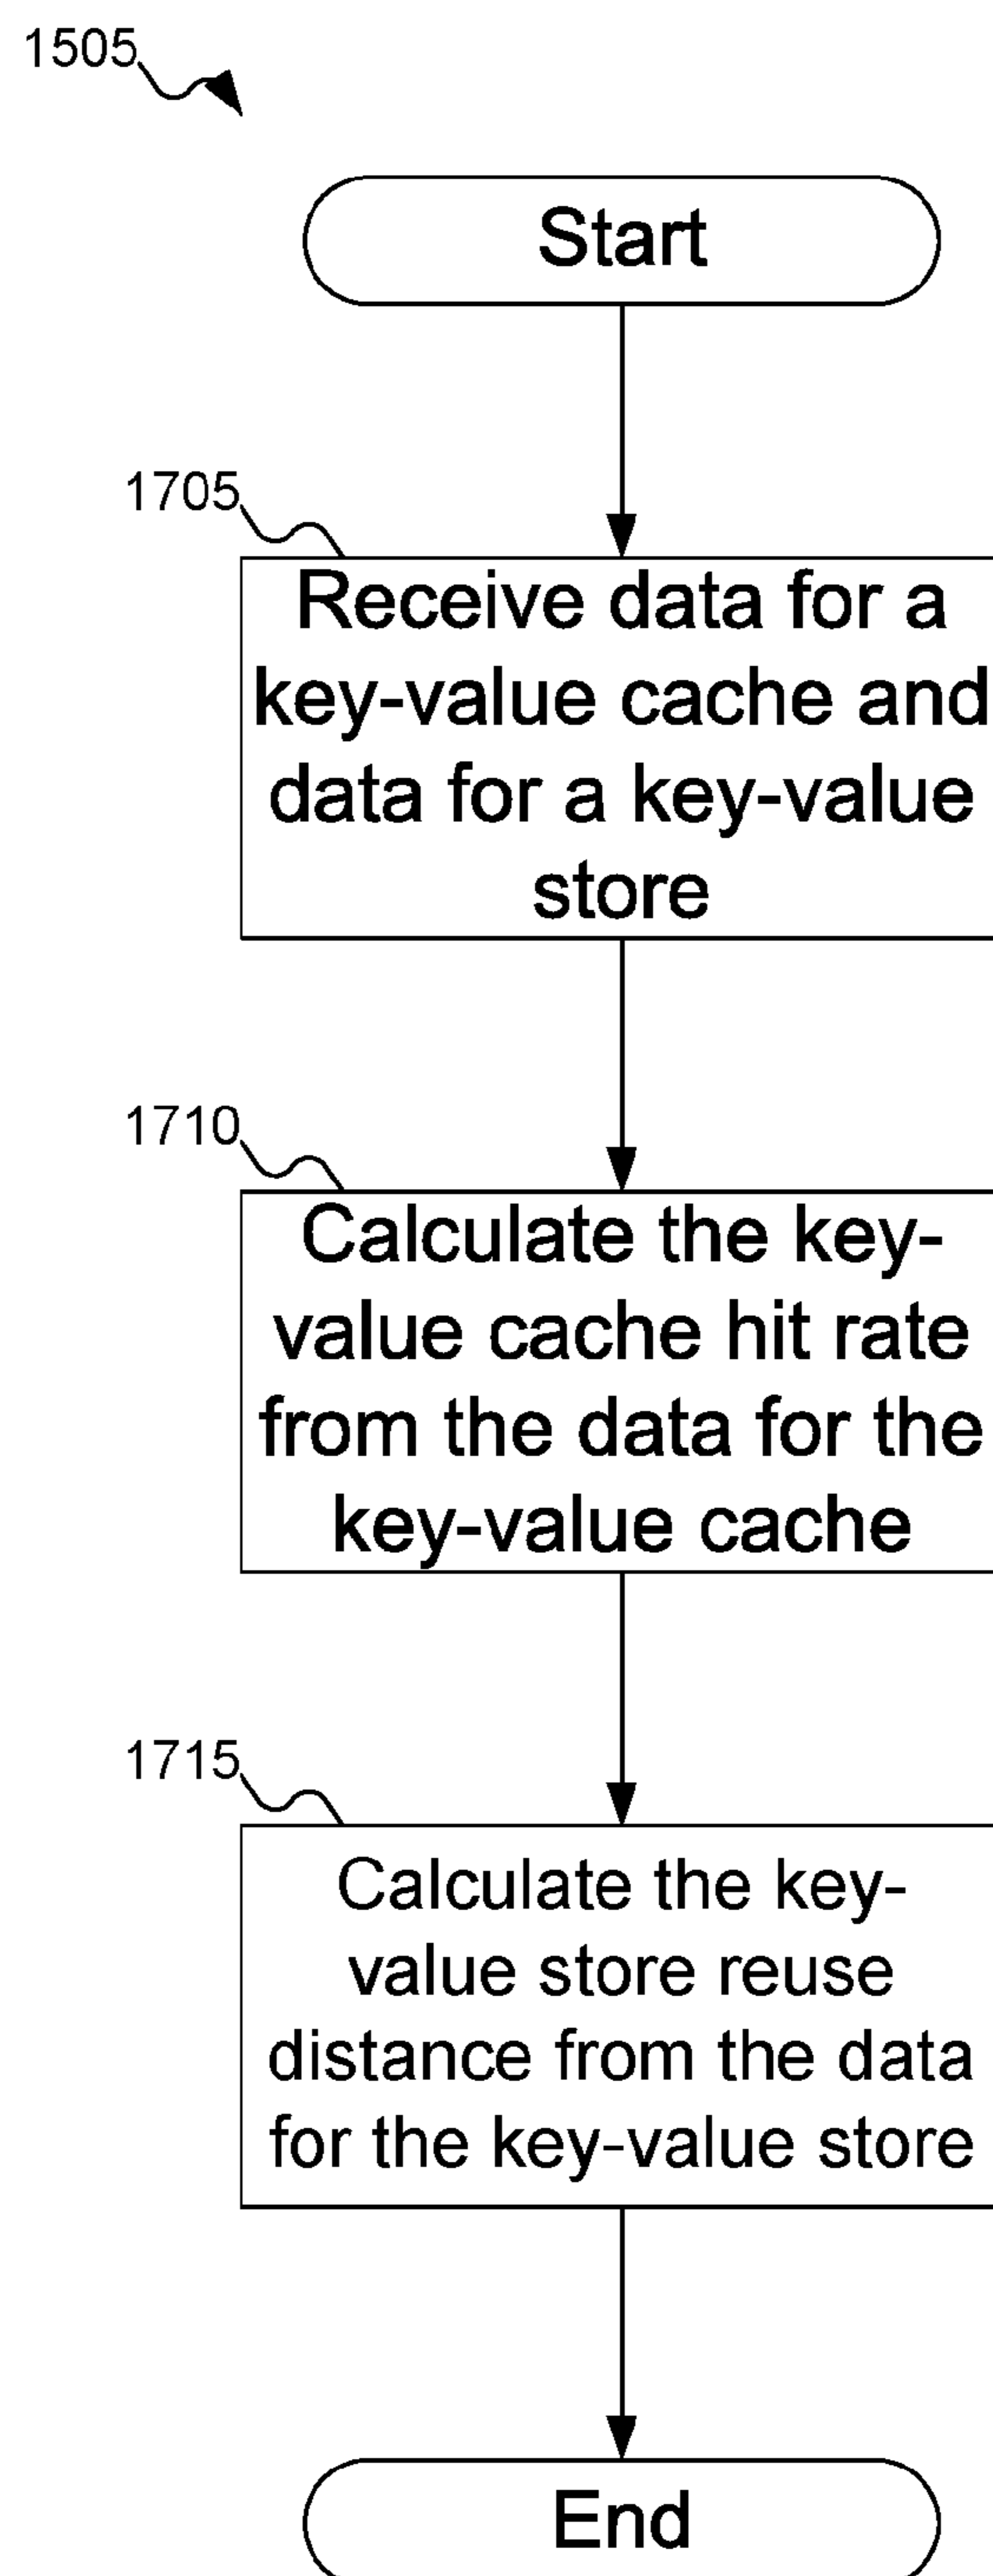 1505
Start
1705
Receive data for a
key-value cache and
data for a key-value
store
1710
Calculate the key-
value cache hit rate
from the data for the
key-value cache
1715
Calculate the key-
value store reuse
distance from the data
for the key-value store
End